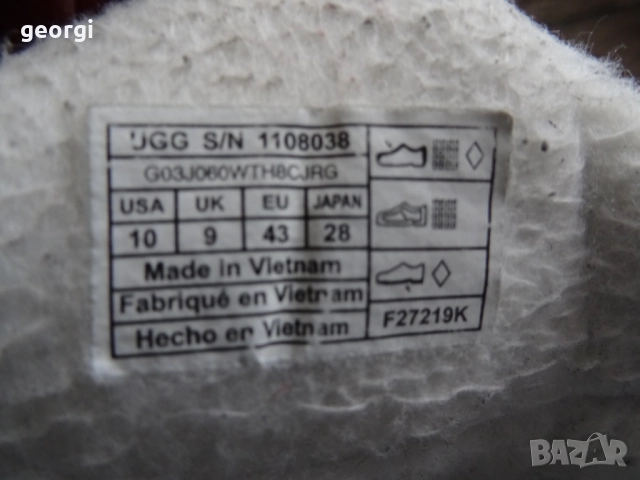 georgi
UGG S/N 1108038
G03J060WTH8CJRG
USA UK EU JAPAN
10 9 43 28
Made in Vietnam
Fabriqué en Vietnam
Hecho en Vietnam
F27219K
BAZAR